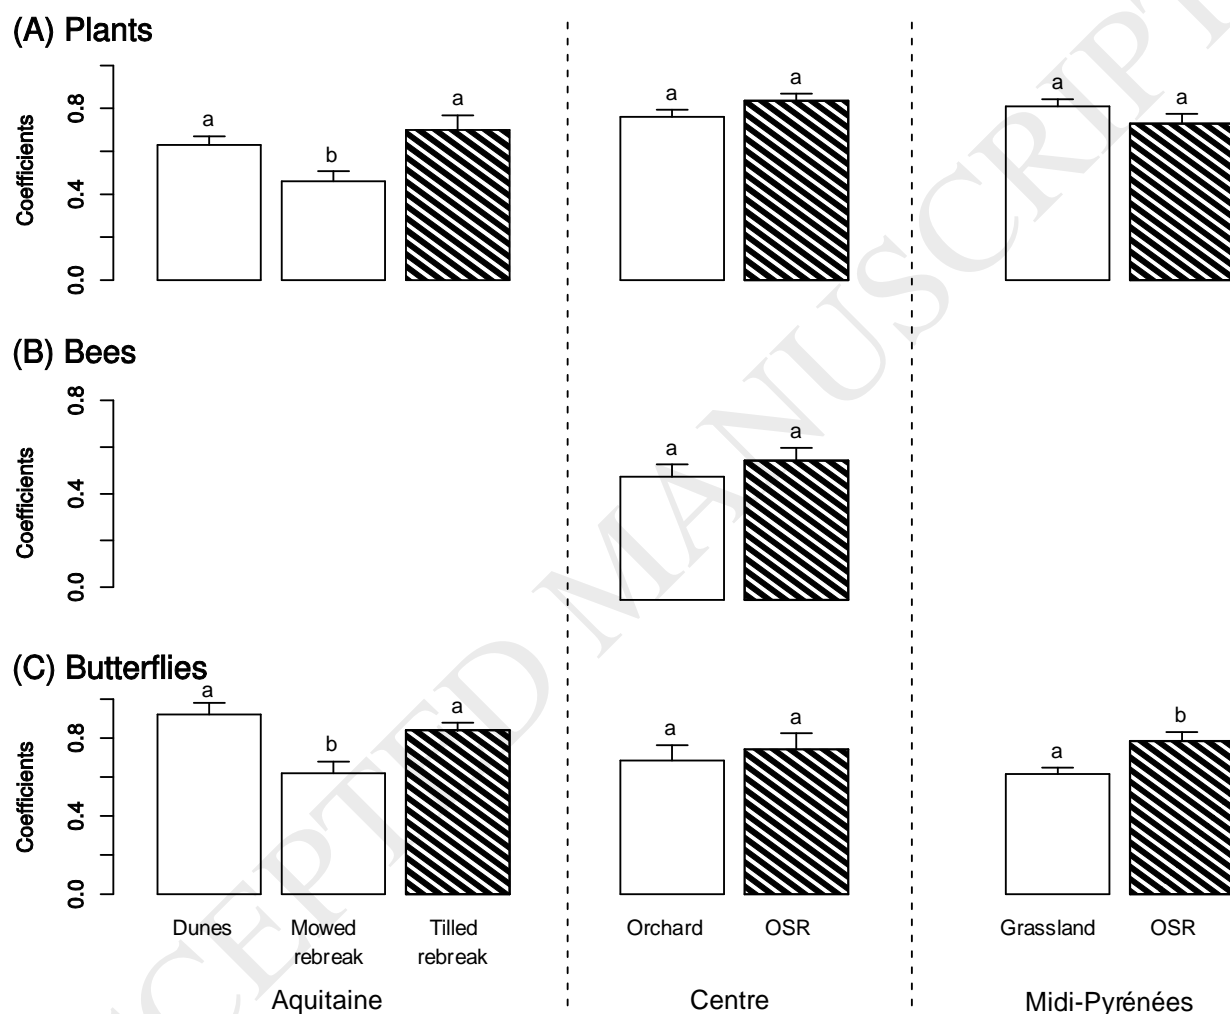 (A) Plants
Coefficients
0.0 0.4 0.8
a b a
a a
a a
(B) Bees
Coefficients
0.0 0.4 0.8
a a
(C) Butterflies
Coefficients
0.0 0.4 0.8
a b a
a a
a b
Dunes Mowed rebreak Tilled rebreak Orchard OSR Grassland OSR
Aquitaine Centre Midi-Pyrénées
CEPTED MANUSCRIPT